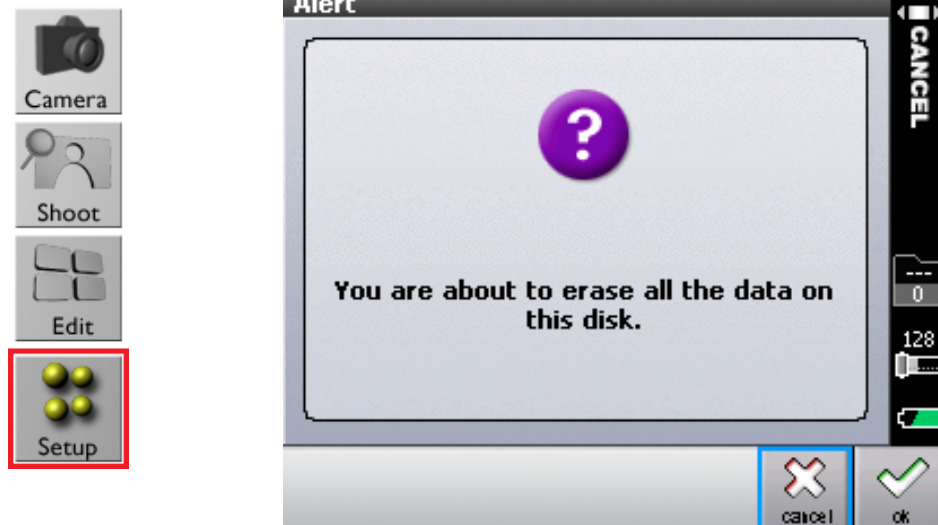 Camera
Shoot
Edit
Setup
Alert
You are about to erase all the data on
this disk.
cancel
ok
CANCEL
---
0
128